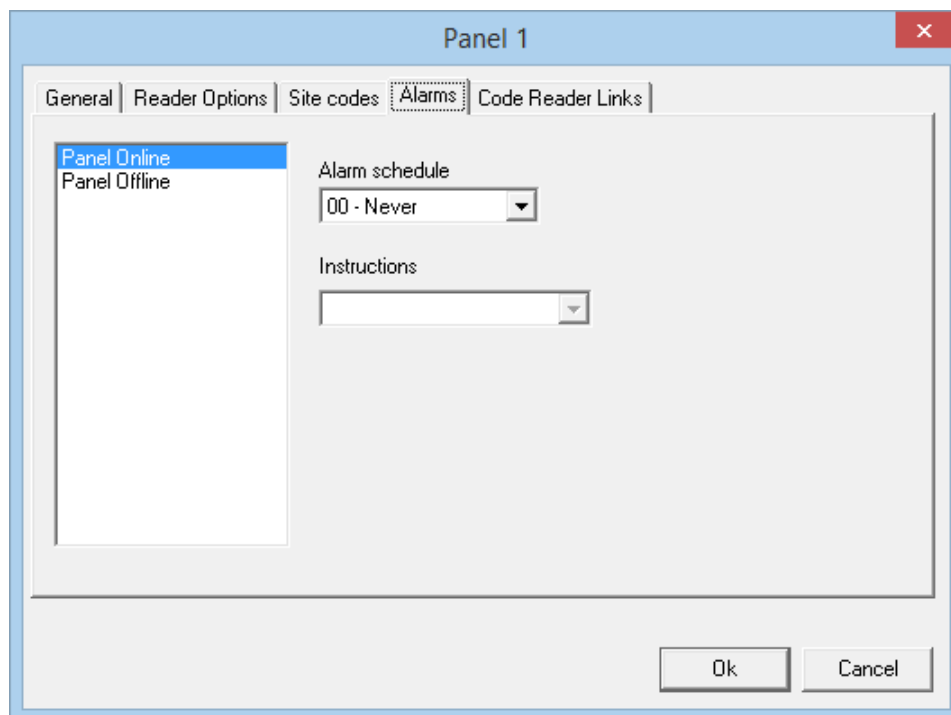 Panel 1
General Reader Options Site codes Alarms Code Reader Links
Panel Online
Panel Offline
Alarm schedule
00 - Never
Instructions
Ok Cancel